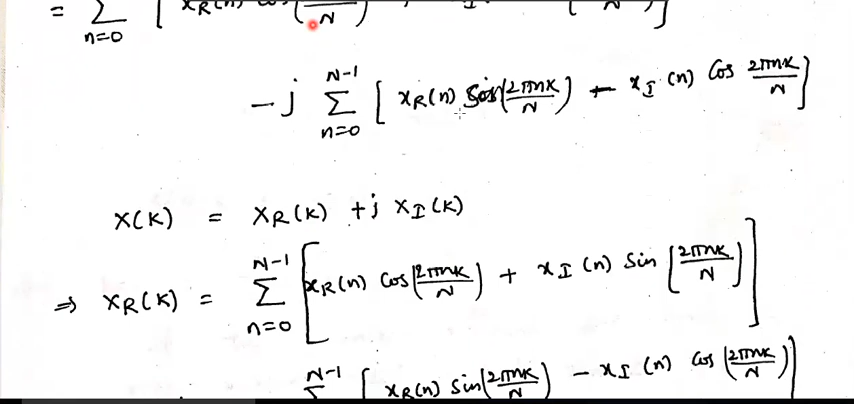 = Σ n=0 [ xR(n) cos( /N)
-j Σ N-1 n=0 [ xR(n) Sin(2πnk/N) - xI(n) Cos 2πnk/N ]
X(K) = XR(K) +j XI(K)
⇒ XR(K) = Σ N-1 n=0 [ xR(n) Cos(2πnk/N) + xI(n) Sin(2πnk/N) ]
Σ N-1 [ xR(n) Sin(2πnk/N) - xI(n) Cos(2πnk/N) ]